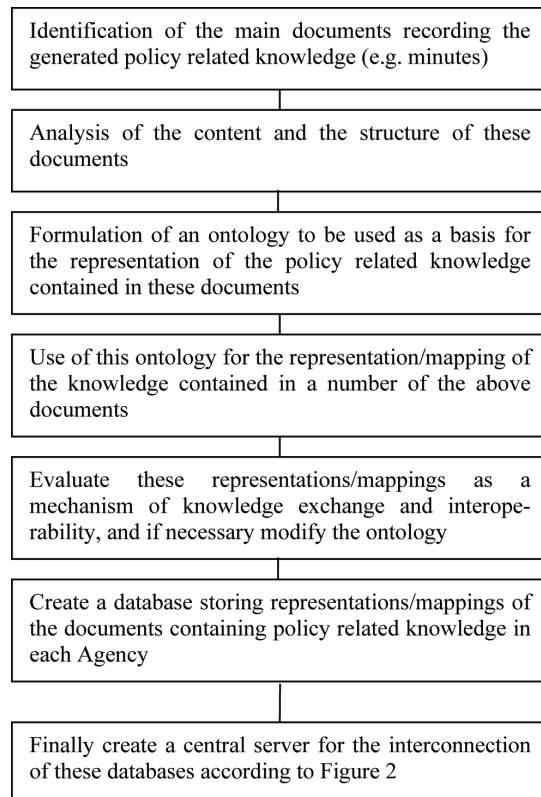 Identification of the main documents recording the
generated policy related knowledge (e.g. minutes)
Analysis of the content and the structure of these
documents
Formulation of an ontology to be used as a basis for
the representation of the policy related knowledge
contained in these documents
Use of this ontology for the representation/mapping of
the knowledge contained in a number of the above
documents
Evaluate these representations/mappings as a
mechanism of knowledge exchange and interope-
rability, and if necessary modify the ontology
Create a database storing representations/mappings of
the documents containing policy related knowledge in
each Agency
Finally create a central server for the interconnection
of these databases according to Figure 2